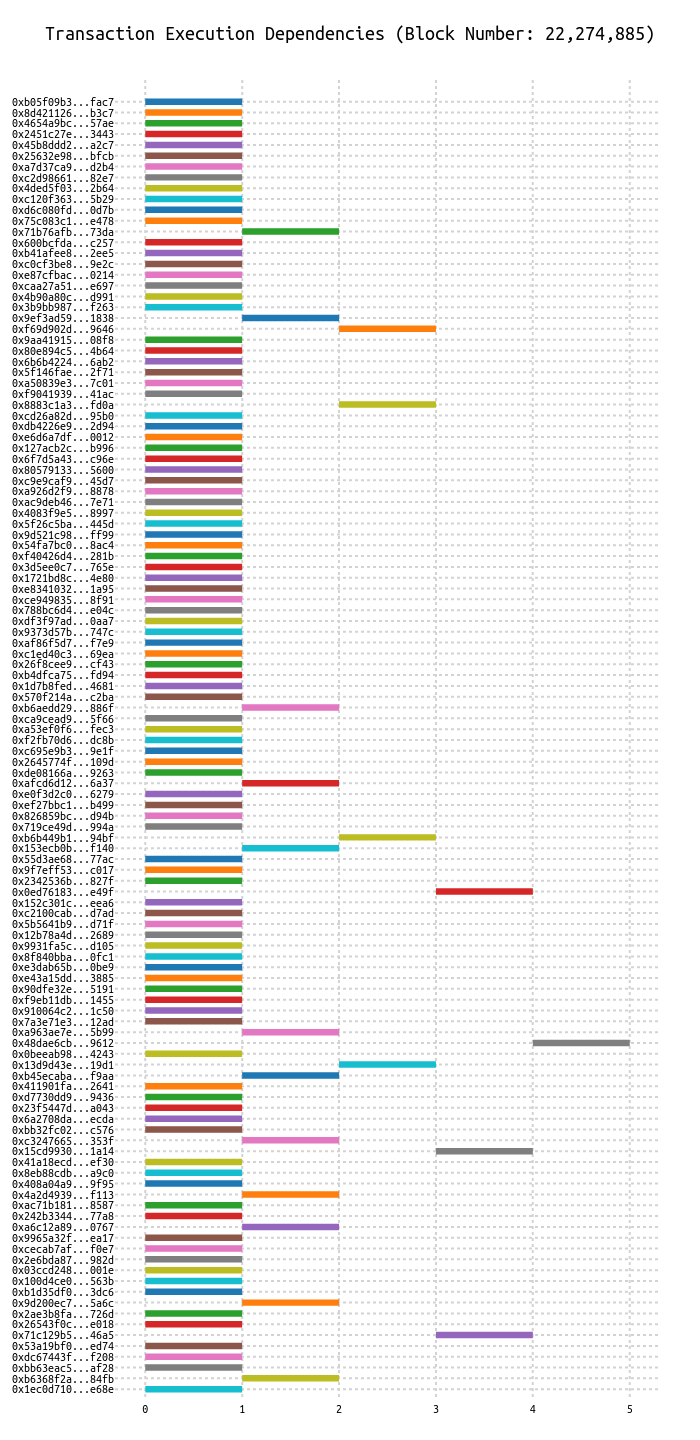 Transaction Execution Dependencies (Block Number: 22,274,885)
0xb05f09b3...fac7
0x8d421126...b3c7
0x4654a9bc...57ae
0x2451c27e...3443
0x45b8ddd2...a2c7
0x25632e98...bfcb
0xa7d37ca9...d2b4
0xc2d98661...82e7
0x4ded5f03...2b64
0xc120f363...5b29
0xd6c080fd...0d7b
0x75c083c1...e478
0x71b76afb...73da
0x600bcfda...c257
0xb41afee8...2ee5
0xc0cf3be8...9e2c
0xe87cfbac...0214
0xcaa27a51...e697
0x4b90a80c...d991
0x3b9bb987...f263
0x9ef3ad59...1838
0xf69d902d...9646
0x9aa41915...08f8
0x80e894c5...4b64
0x6b6b4224...6ab2
0x5f146fae...2f71
0xa50839e3...7c01
0xf9041939...41ac
0x8883c1a3...fd0a
0xcd26a82d...95b0
0xdb4226e9...2d94
0xe6d6a7df...0012
0x127acb2c...b996
0x6f7d5a43...c96e
0x80579133...5600
0xc9e9caf9...45d7
0xa926d2f9...8878
0xac9deb46...7e71
0x4083f9e5...8997
0x5f26c5ba...445d
0x9d521c98...ff99
0x54fa7bc0...8ac4
0xf40426d4...281b
0x3d5ee0c7...765e
0x1721bd8c...4e80
0xe8341032...1a95
0xce949835...8f91
0x788bc6d4...e04c
0xdf3f97ad...0aa7
0x9373d57b...747c
0xaf86f5d7...f7e9
0xc1ed40c3...69ea
0x26f8cee9...cf43
0xb4dfca75...fd94
0x1d7b8fed...4681
0x570f214a...c2ba
0xb6aedd29...886f
0xca9cead9...5f66
0xa53ef0f6...fec3
0xf2fb70d6...dc8b
0xc695e9b3...9e1f
0x2645774f...109d
0xde08166a...9263
0xafcd6d12...6a37
0xe0f3d2c0...6279
0xef27bbc1...b499
0x826859bc...d94b
0x719ce49d...994a
0xb6b449b1...94bf
0x153ecb0b...f140
0x55d3ae68...77ac
0x9f7eff53...c017
0x2342536b...827f
0x0ed76183...e49f
0x152c301c...eea6
0xc2100cab...d7ad
0x5b5641b9...d71f
0x12b78a4d...2689
0x9931fa5c...d105
0x8f840bba...0fc1
0xe3dab65b...0be9
0xe43a15dd...3885
0x90dfe32e...5191
0xf9eb11db...1455
0x910064c2...1c50
0x7a3e71e3...12ad
0xa963ae7e...5b99
0x48dae6cb...9612
0x0beeab98...4243
0x13d9d43e...19d1
0xb45ecaba...f9aa
0x411901fa...2641
0xd7730dd9...9436
0x23f5447d...a043
0x6a2708da...ecda
0xbb32fc02...c576
0xc3247665...353f
0x15cd9930...1a14
0x41a18ecd...ef30
0x8eb88cdb...a9c0
0x408a04a9...9f95
0x4a2d4939...f113
0xac71b181...8587
0x242b3344...77a8
0xa6c12a89...0767
0x9965a32f...ea17
0xcecab7af...f0e7
0x2e6bda87...982d
0x03ccd248...001e
0x100d4ce0...563b
0xb1d35df0...3dc6
0x9d200ec7...5a6c
0x2ae3b8fa...726d
0x26543f0c...e018
0x71c129b5...46a5
0x53a19bf0...ed74
0xdc67443f...f208
0xbb63eac5...af28
0xb6368f2a...84fb
0x1ec0d710...e68e
0 1 2 3 4 5